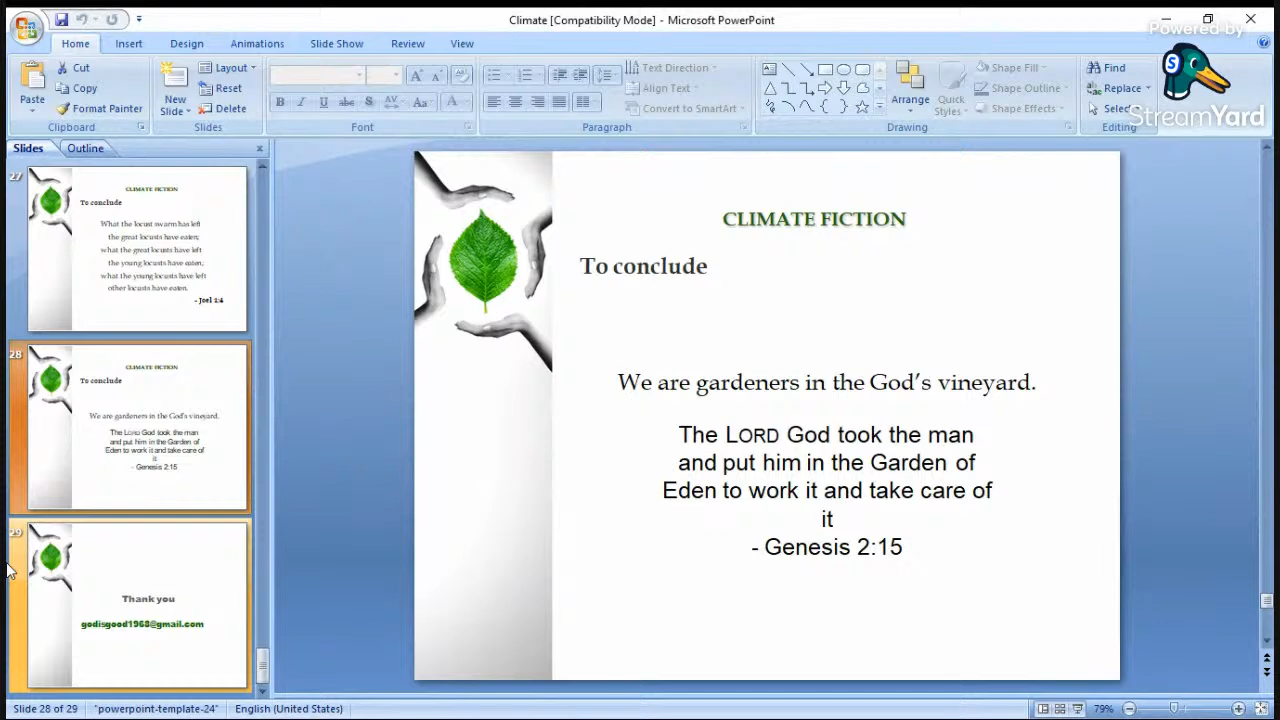 Climate [Compatibility Mode] - Microsoft PowerPoint
Powered by
StreamYard
Home Insert Design Animations Slide Show Review View
Cut
Copy
Format Painter
Paste
Clipboard
New
Slide
Layout
Reset
Delete
Slides
Font
Text Direction
Align Text
Convert to SmartArt
Paragraph
Arrange
Quick
Styles
Shape Fill
Shape Outline
Shape Effects
Drawing
Find
Replace
Editing
Slides Outline
27
CLIMATE FICTION
To conclude
What the locust swarm has left
the great locusts have eaten;
what the great locusts have left
the young locusts have eaten,
what the young locusts have left
other locusts have eaten.
- Joel 1:4
28
CLIMATE FICTION
To conclude
We are gardeners in the God's vineyard.
The LORD God took the man
and put him in the Garden of
Eden to work it and take care of
it
- Genesis 2:15
29
Thank you
godisgood1968@gmail.com
CLIMATE FICTION
To conclude
We are gardeners in the God's vineyard.
The LORD God took the man
and put him in the Garden of
Eden to work it and take care of
it
- Genesis 2:15
Slide 28 of 29 "powerpoint-template-24" English (United States) 79%